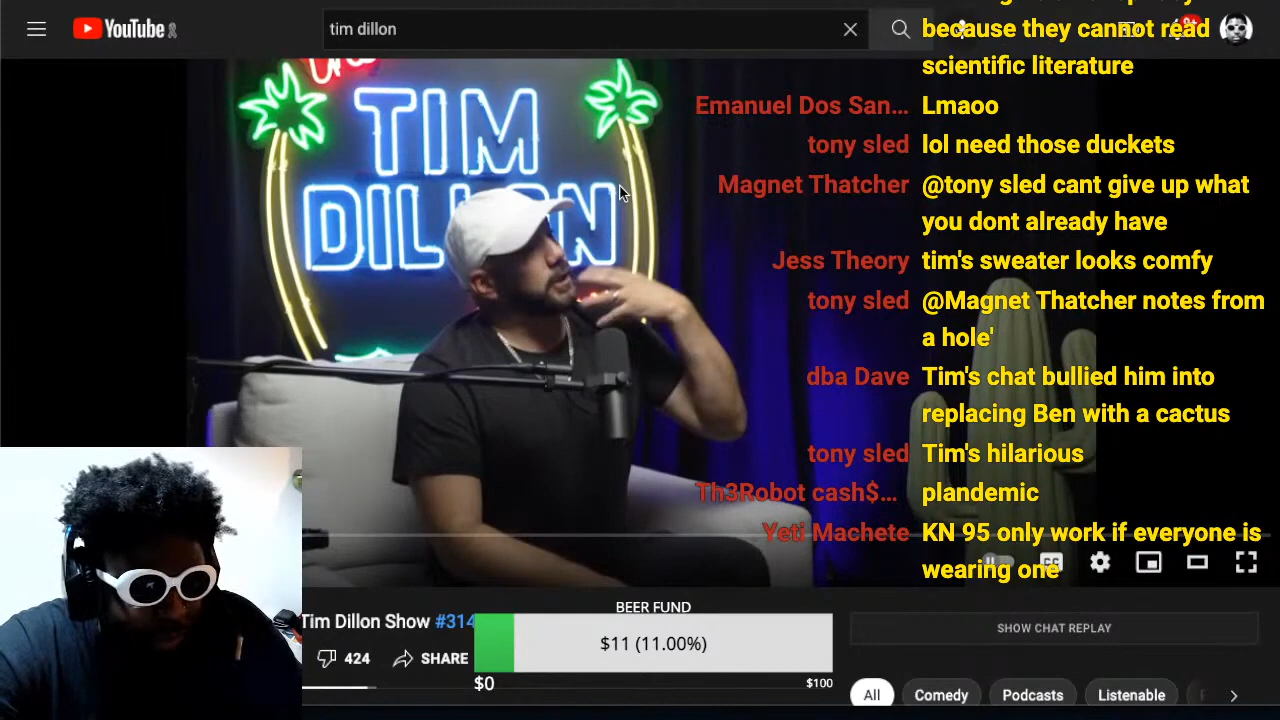 YouTube
tim dillon
9+
because they cannot read
scientific literature
Emanuel Dos San... Lmaoo
tony sled lol need those duckets
Magnet Thatcher @tony sled cant give up what
you dont already have
Jess Theory tim's sweater looks comfy
tony sled @Magnet Thatcher notes from
a hole'
dba Dave Tim's chat bullied him into
replacing Ben with a cactus
tony sled Tim's hilarious
Th3Robot cash$... plandemic
Yeti Machete KN 95 only work if everyone is
wearing one
TIM
DILLON
CC
Tim Dillon Show #314
424 SHARE
BEER FUND
$11 (11.00%)
$0 $100
SHOW CHAT REPLAY
All Comedy Podcasts Listenable